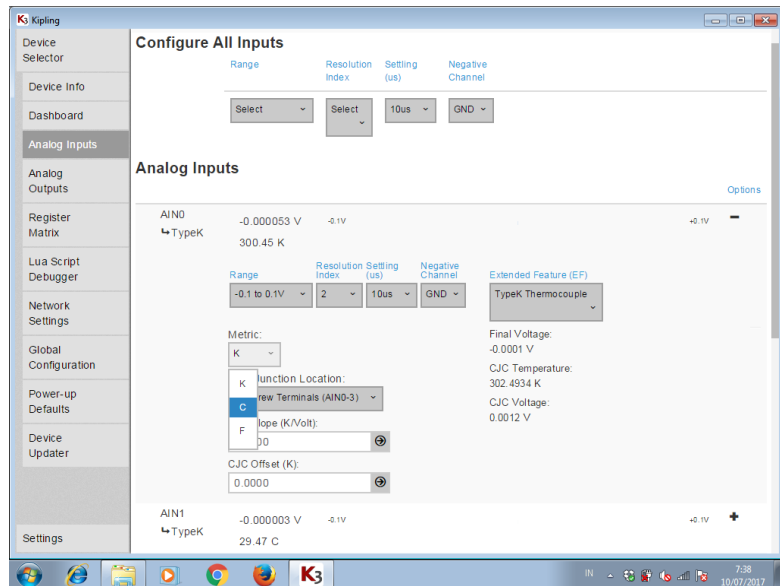 K3 Kipling
Device
Selector
Device Info
Dashboard
Analog Inputs
Analog
Outputs
Register
Matrix
Lua Script
Debugger
Network
Settings
Global
Configuration
Power-up
Defaults
Device
Updater
Settings
Configure All Inputs
Range
Resolution
Index
Settling
(us)
Negative
Channel
Select
Select
10us
GND
Analog Inputs
Options
AIN0
TypeK
-0.000053 V
-0.1V
+0.1V
300.45 K
Range
Resolution
Index
Settling
(us)
Negative
Channel
Extended Feature (EF)
-0.1 to 0.1V
2
10us
GND
TypeK Thermocouple
Metric:
K
K
C
F
unction Location:
rew Terminals (AIN0-3)
lope (K/Volt):
00
CJC Offset (K):
0.0000
Final Voltage:
-0.0001 V
CJC Temperature:
302.4934 K
CJC Voltage:
0.0012 V
AIN1
TypeK
-0.000003 V
-0.1V
+0.1V
29.47 C
K3
IN
7:38
10/07/2017